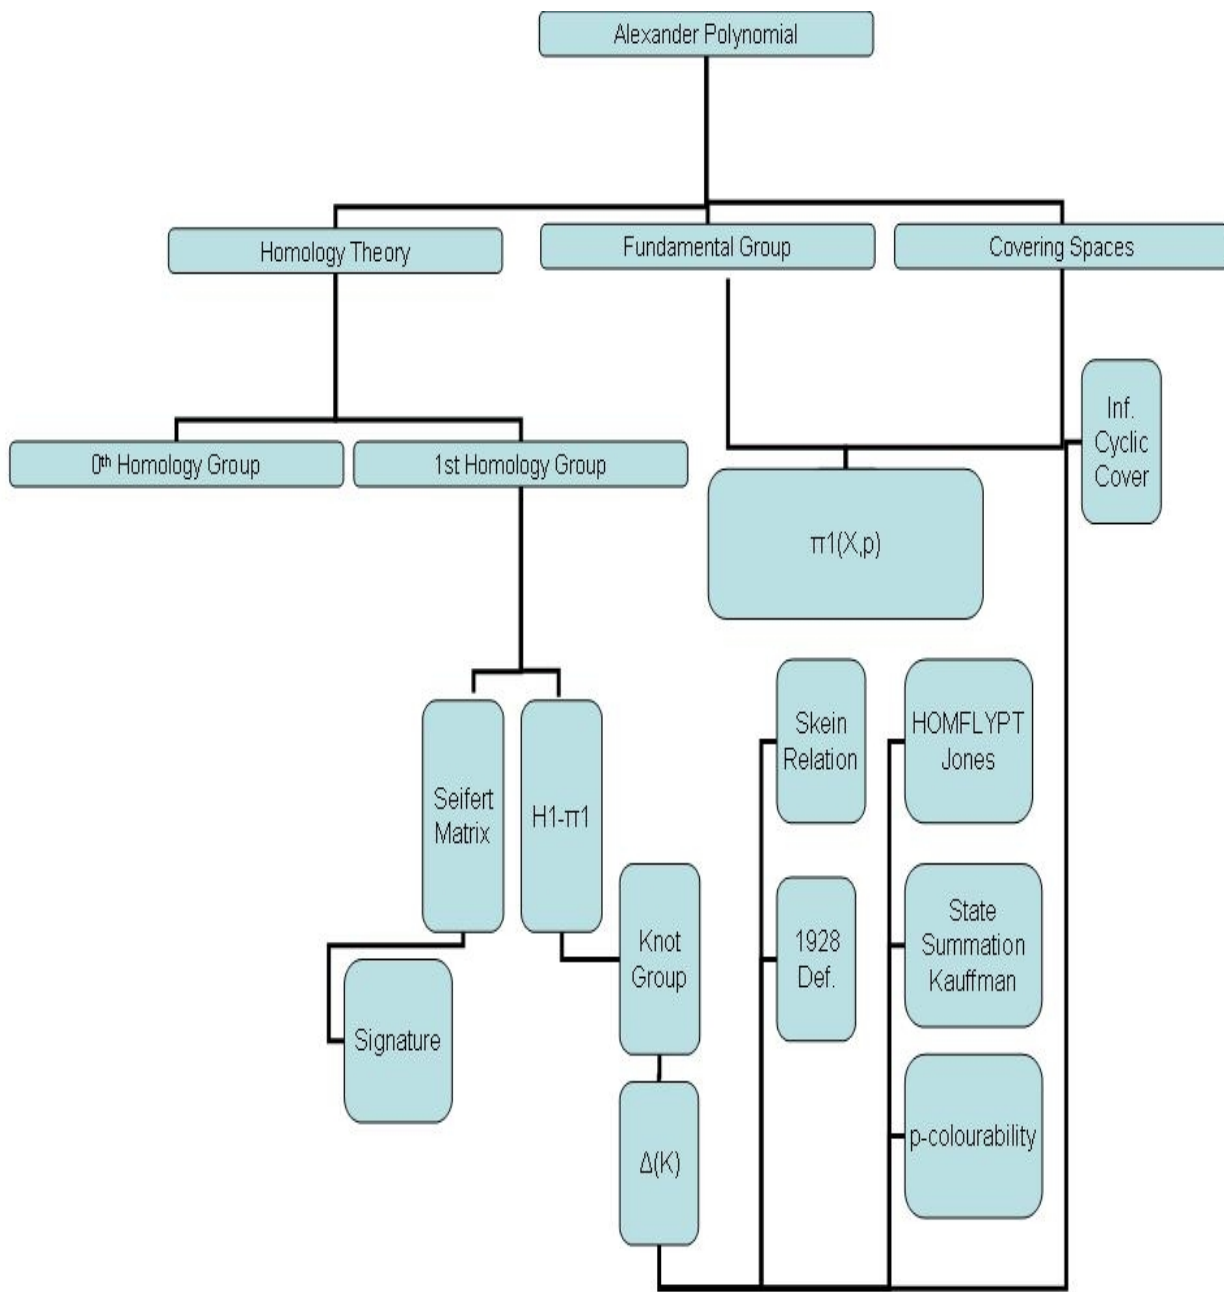 Alexander Polynomial
Homology Theory
Fundamental Group
Covering Spaces
Inf.
Cyclic
Cover
0th Homology Group
1st Homology Group
π1(X,p)
Skein
Relation
HOMFLYPT
Jones
Seifert
Matrix
H1-π1
Knot
Group
1928
Def.
State
Summation
Kauffman
Signature
Δ(K)
p-colourability